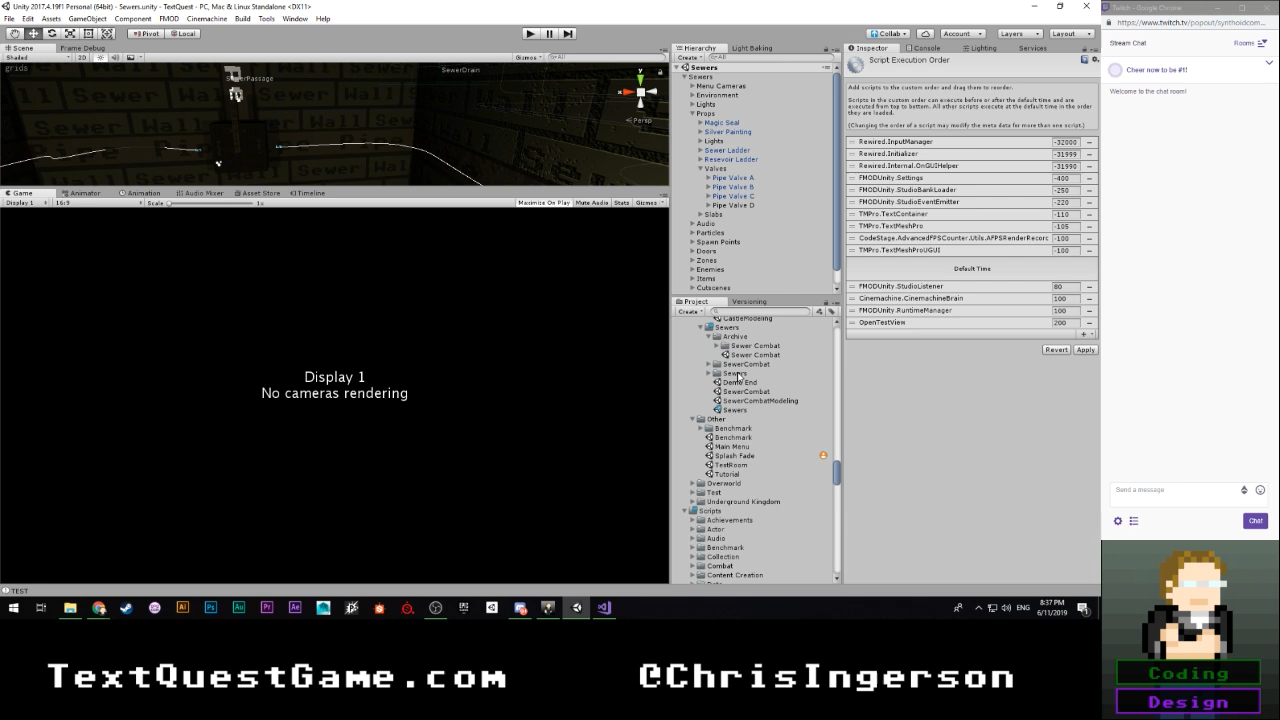 Unity 2017.4.19f1 Personal (64bit) - Sewers.unity - TextQuest - PC, Mac & Linux Standalone <DX11>
File Edit Assets GameObject Component FMOD Cinemachine Build Tools Window Help
Pivot Local
Collab Account Layers Layout
Scene Frame Debug
Shaded 2D Gizmos All
grids
SewerPassage
SewerDrain
y
x
Persp
Game Animator Animation Audio Mixer Asset Store Timeline
Display 1 16:9 Scale 1x Maximize On Play Mute Audio Stats Gizmos
Display 1
No cameras rendering
Hierarchy Light Baking
Create All
Sewers
Sewers
Menu Cameras
Environment
Lights
Props
Magic Seal
Silver Painting
Lights
Sewer Ladder
Resevoir Ladder
Valves
Pipe Valve A
Pipe Valve B
Pipe Valve C
Pipe Valve D
Slabs
Audio
Particles
Spawn Points
Doors
Zones
Enemies
Items
Cutscenes
Project Versioning
Create
CastleModeling
Sewers
Archive
Sewer Combat
Sewer Combat
SewerCombat
Sewers
Demo End
SewerCombat
SewerCombatModeling
Sewers
Other
Benchmark
Benchmark
Main Menu
Splash Fade
TestRoom
Tutorial
Overworld
Test
Underground Kingdom
Scripts
Achievements
Actor
Audio
Benchmark
Collection
Combat
Content Creation
Inspector Console Lighting Services
Script Execution Order
Add scripts to the custom order and drag them to reorder.
Scripts in the custom order can execute before or after the default time and are
executed from top to bottom. All other scripts execute at the default time in the order
they are loaded.
(Changing the order of a script may modify the meta data for more than one script.)
Rewired.InputManager -32000
Rewired.Initializer -31999
Rewired.Internal.OnGUIHelper -31990
FMODUnity.Settings -400
FMODUnity.StudioBankLoader -250
FMODUnity.StudioEventEmitter -220
TMPro.TextContainer -110
TMPro.TextMeshPro -105
CodeStage.AdvancedFPSCounter.Utils.AFPSRenderRecorc -100
TMPro.TextMeshProUGUI -100
Default Time
FMODUnity.StudioListener 80
Cinemachine.CinemachineBrain 100
FMODUnity.RuntimeManager 100
OpenTestView 200
Revert Apply
TEST
ENG
8:37 PM
6/11/2019
Twitch - Google Chrome
https://www.twitch.tv/popout/synthoidcom...
Stream Chat Rooms
Cheer now to be #1!
Welcome to the chat room!
Send a message
Chat
TextQuestGame.com @ChrisIngerson
Coding
Design